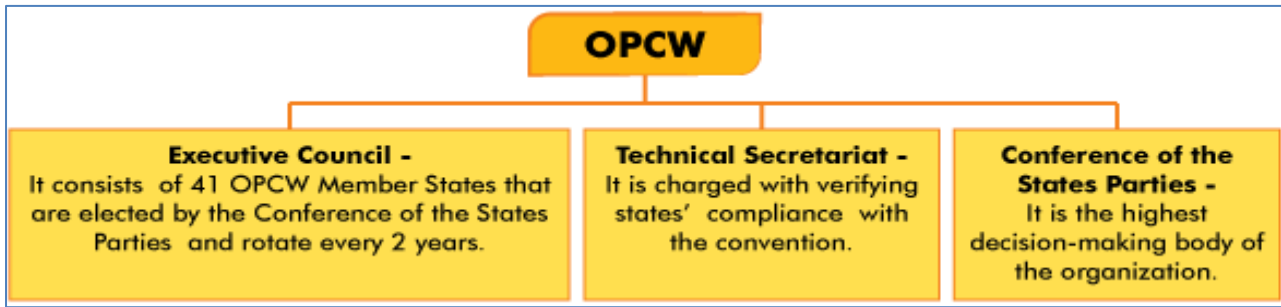 OPCW
Executive Council -
It consists of 41 OPCW Member States that
are elected by the Conference of the States
Parties and rotate every 2 years.
Technical Secretariat -
It is charged with verifying
states' compliance with
the convention.
Conference of the
States Parties -
It is the highest
decision-making body of
the organization.